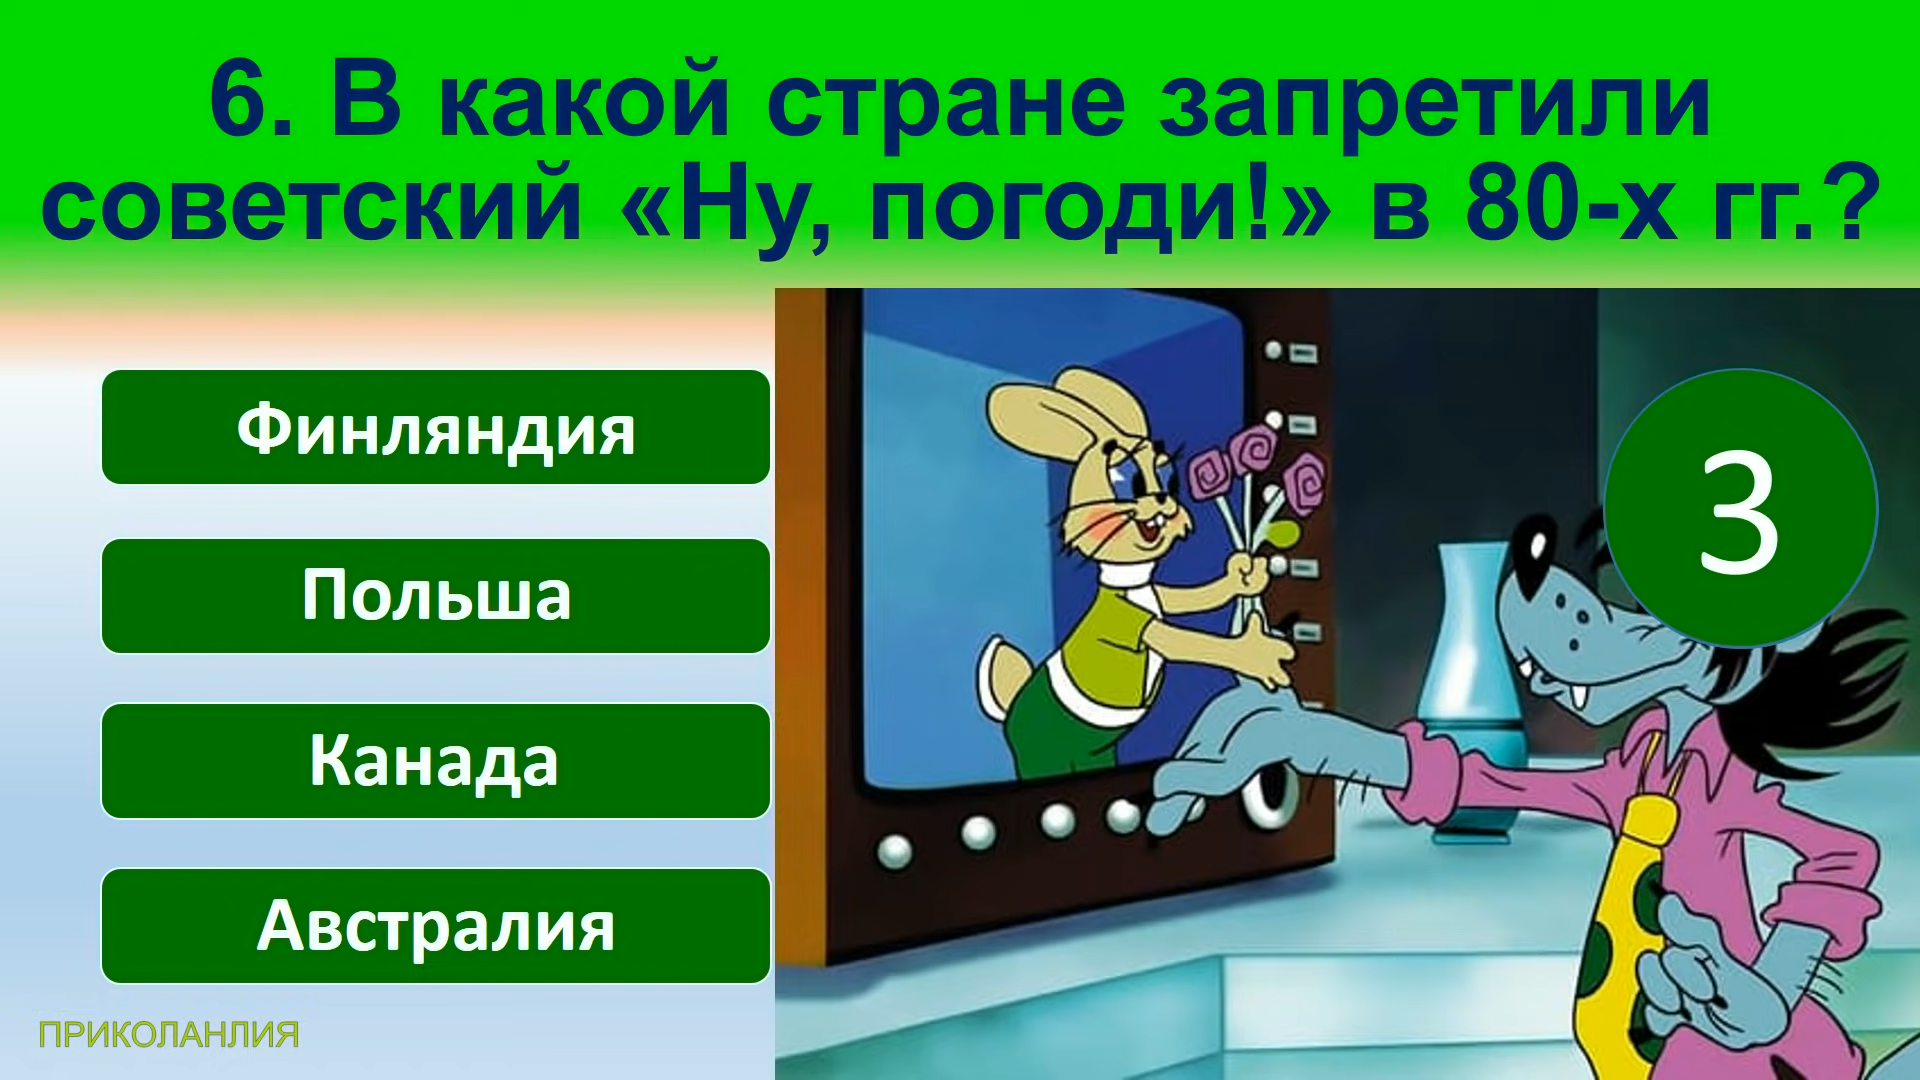 6. В какой стране запретили
советский «Ну, погоди!» в 80-х гг.?
Финляндия
Польша
Канада
Австралия
3
ПРИКОЛАНЛИЯ